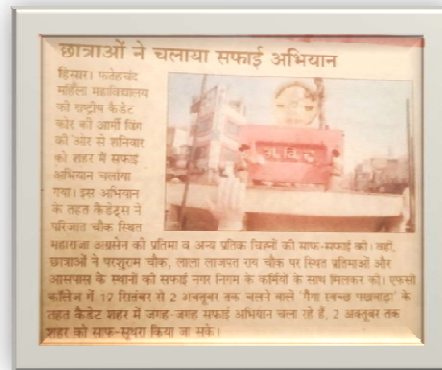 छात्राओं ने चलाया सफाई अभियान
हिसार। फतेहचंद
महिला महाविद्यालय
की राष्ट्रीय कैडेट
कोर की आर्मी विंग
की ओर से शनिवार
को शहर में सफाई
अभियान चलाया
गया। इस अभियान
के तहत कैडेट्स ने
परिजात चौक स्थित
महाराजा अग्रसेन की प्रतिमा व अन्य प्रतिक चिह्नों की साफ-सफाई की। वहीं,
छात्राओं ने परशुराम चौक, लाला लाजपत राय चौक पर स्थित प्रतिमाओं और
आसपास के स्थानों की सफाई नगर निगम के कर्मियों के साथ मिलकर की। एफसी
कॉलेज में 17 सितंबर से 2 अक्तूबर तक चलने वाले 'मैगा स्वच्छ पखवाड़ा' के
तहत कैडेट शहर में जगह-जगह सफाई अभियान चला रहे हैं, 2 अक्तूबर तक
शहर को साफ-सुथरा किया जा सके।